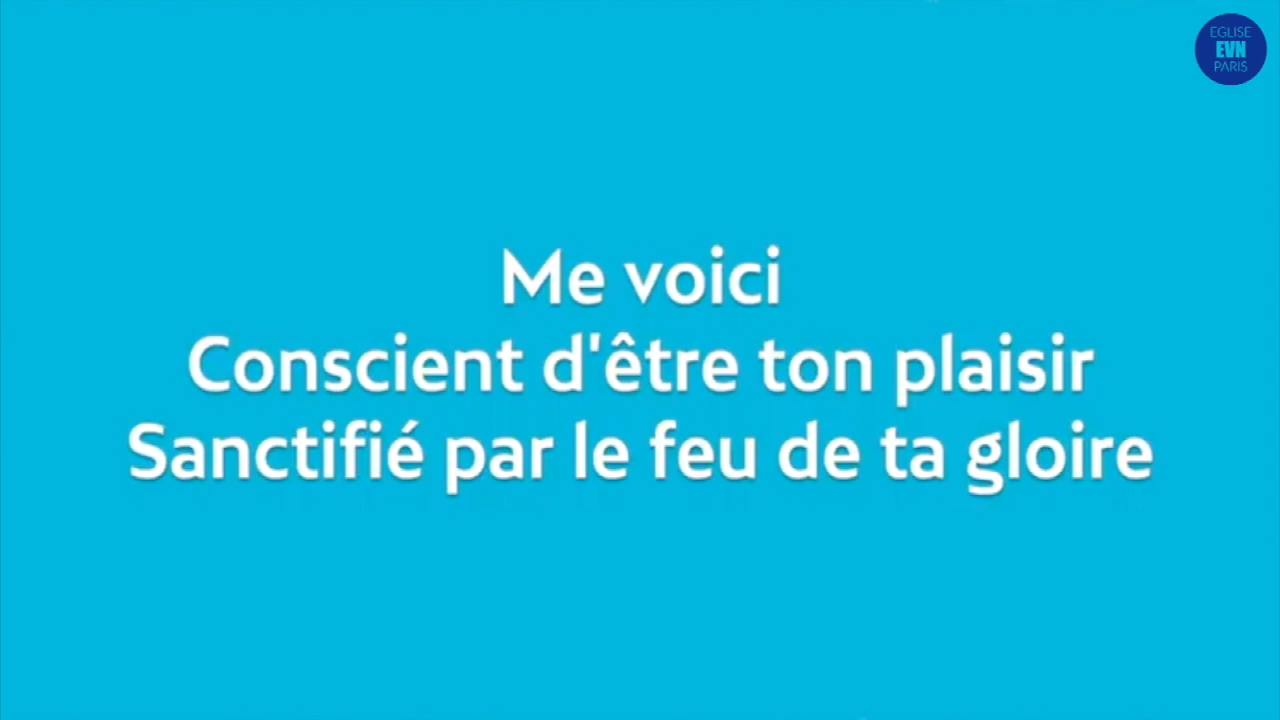 EGLISE
EVN
PARIS
Me voici
Conscient d'être ton plaisir
Sanctifié par le feu de ta gloire